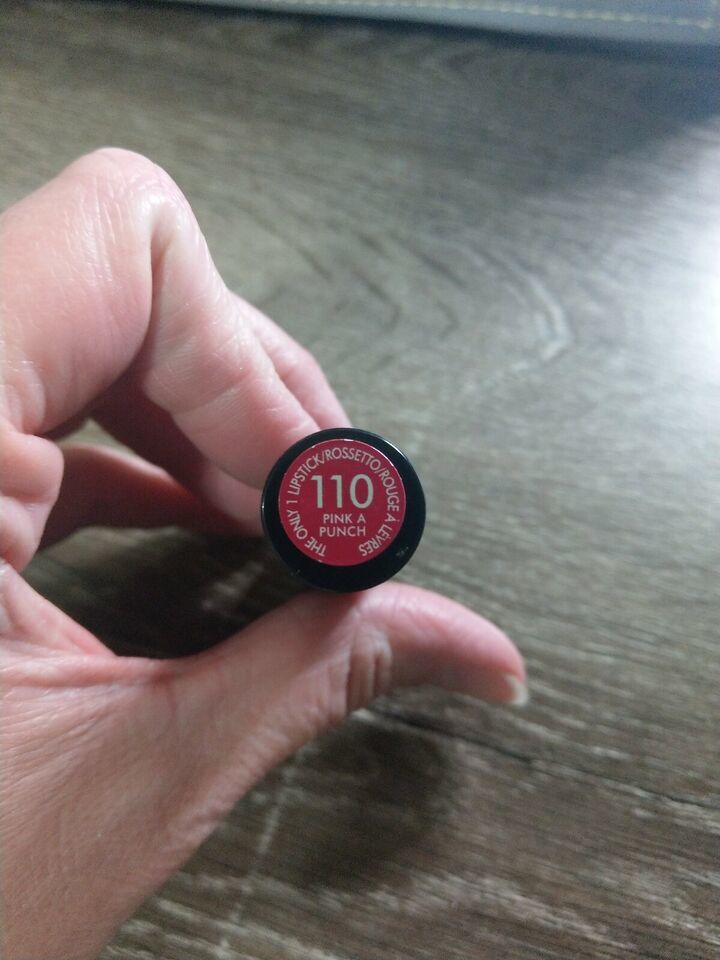 THE ONLY 1 LIPSTICK/ROSSETTO/ROUGE À LÈVRES
110
PINK A
PUNCH